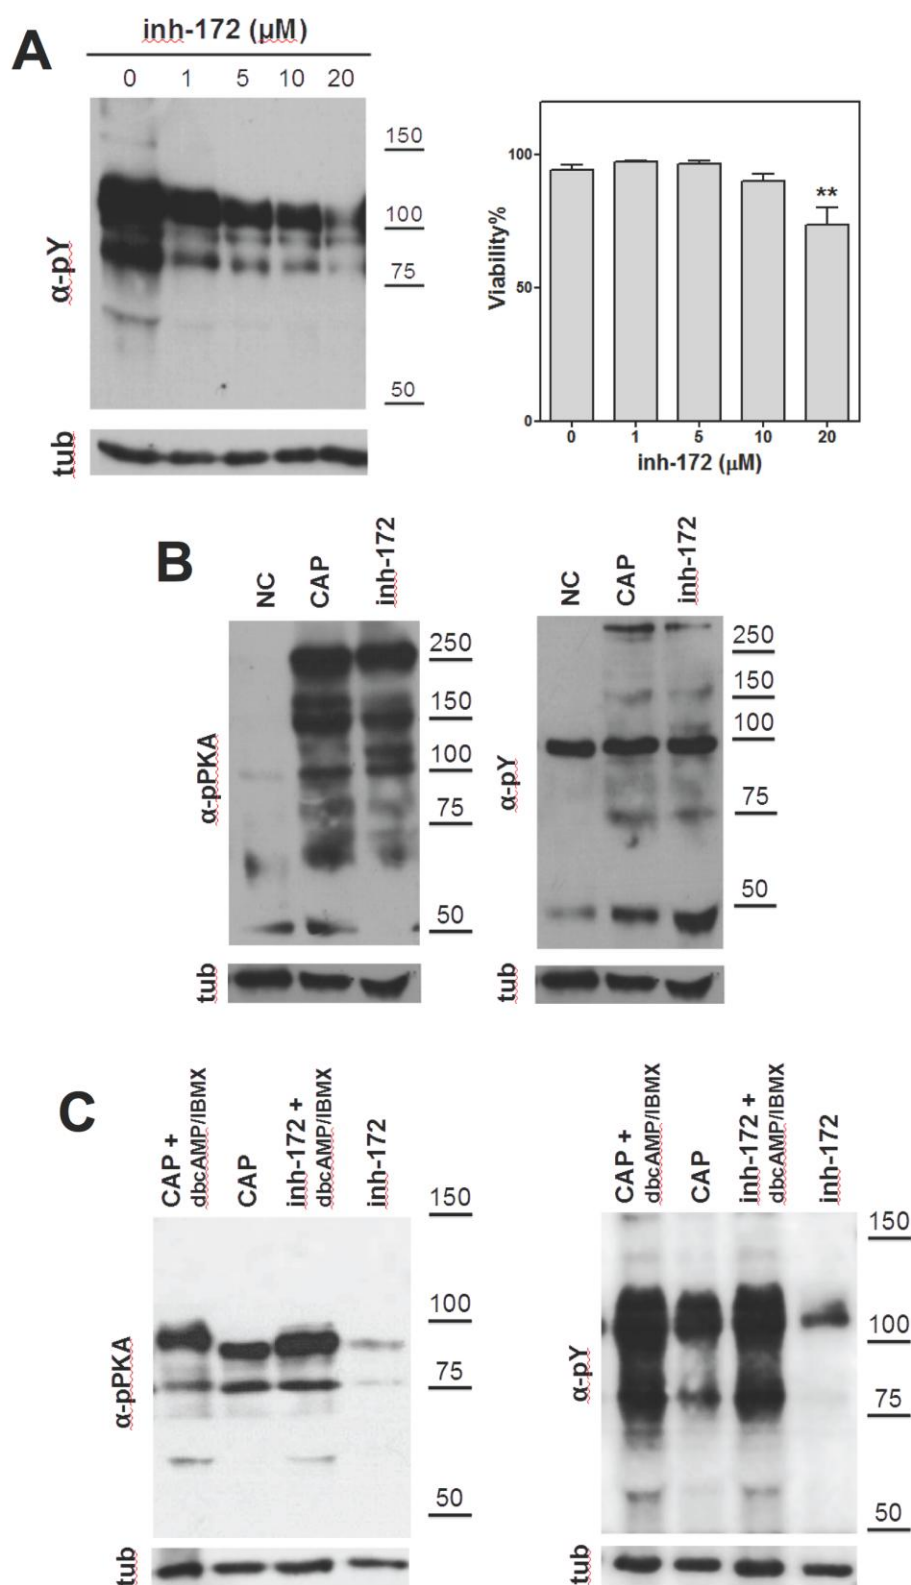 A
inh-172 (µM)
0 1 5 10 20
α-pY
150
100
75
50
tub
Viability%
100
50
0
0 1 5 10 20
**
inh-172 (µM)
B
NC CAP inh-172
α-pPKA
250
150
100
75
50
tub
NC CAP inh-172
α-pY
250
150
100
75
50
tub
C
CAP +
dbcAMP/IBMX
CAP
inh-172 +
dbcAMP/IBMX
inh-172
α-pPKA
150
100
75
50
tub
CAP +
dbcAMP/IBMX
CAP
inh-172 +
dbcAMP/IBMX
inh-172
α-pY
150
100
75
50
tub